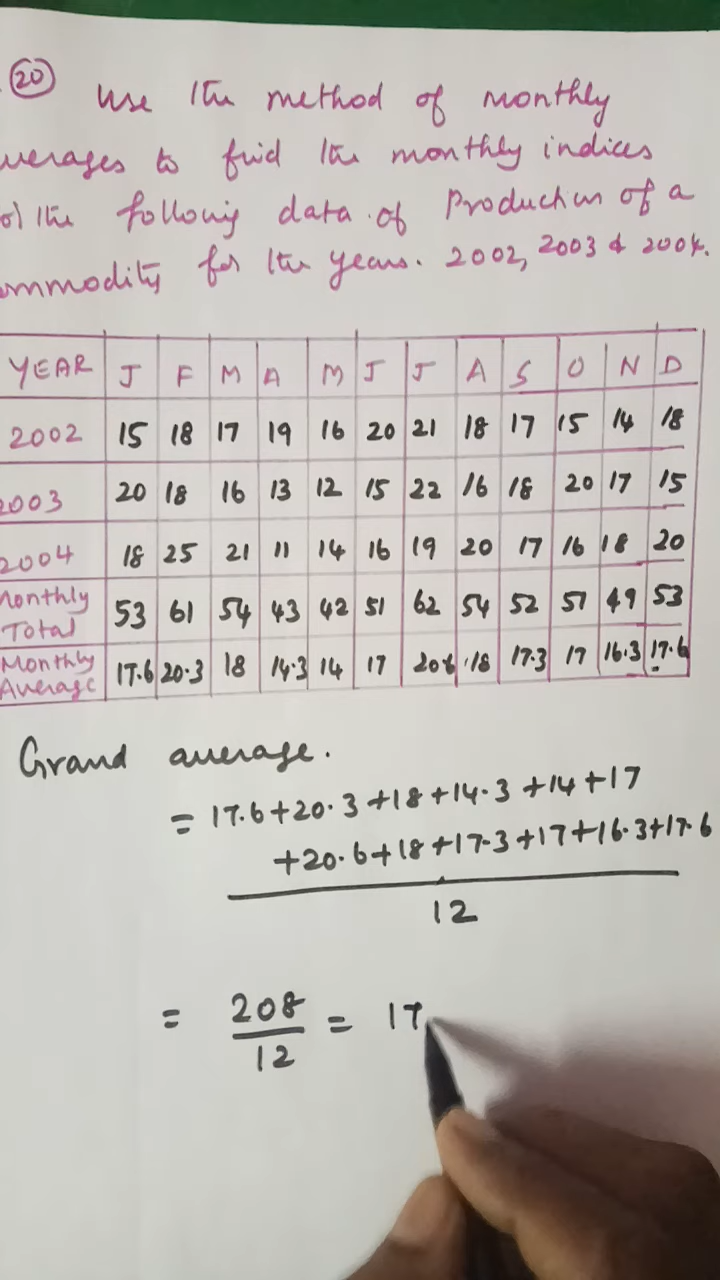 20 Use the method of monthly
verages to find the monthly indices
of the following data of Production of a
ommodity for the years. 2002, 2003 & 2004.
YEAR J F M A M J J A S O N D
2002 15 18 17 19 16 20 21 18 17 15 14 18
2003 20 18 16 13 12 15 22 16 18 20 17 15
2004 18 25 21 11 14 16 19 20 17 16 18 20
Monthly Total 53 61 54 43 42 51 62 54 52 51 49 53
Monthly Average 17.6 20.3 18 14.3 14 17 20.6 18 17.3 17 16.3 17.6
Grand average.
= 17.6+20.3+18+14.3+14+17
+20.6+18+17.3+17+16.3+17.6
12
= 208/12 = 17